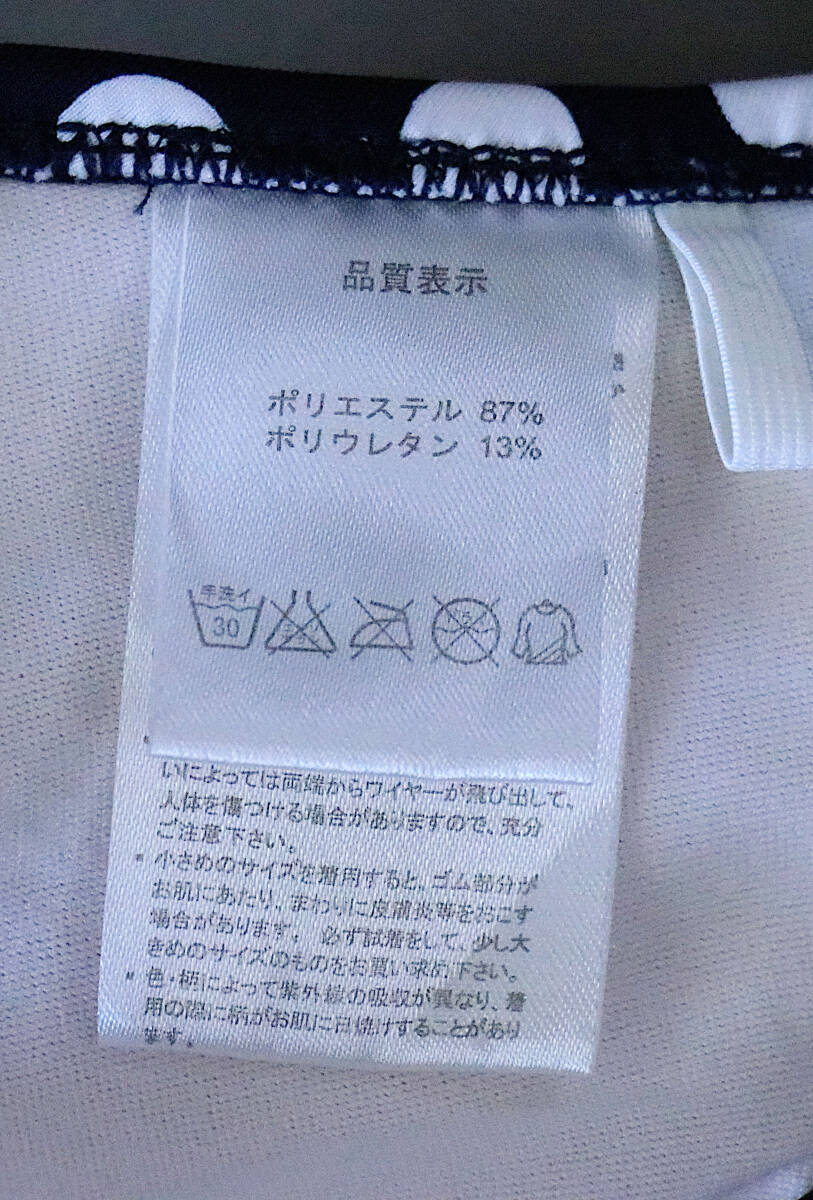 品質表示
ポリエステル 87%
ポリウレタン 13%
手洗イ
30
いによっては両端からワイヤーが飛び出して、
人体を傷つける場合がありますので、充分
ご注意下さい。
* 小さめのサイズを着用すると、ゴム部分が
お肌にあたり、まわりに皮膚炎等をおこす
場合があります。 必ず試着をして、少し大
きめのサイズのものをお買い求め下さい。
* 色・柄によって紫外線の吸収が異なり、着
用の際に柄がお肌に日焼けすることがあり
ます。